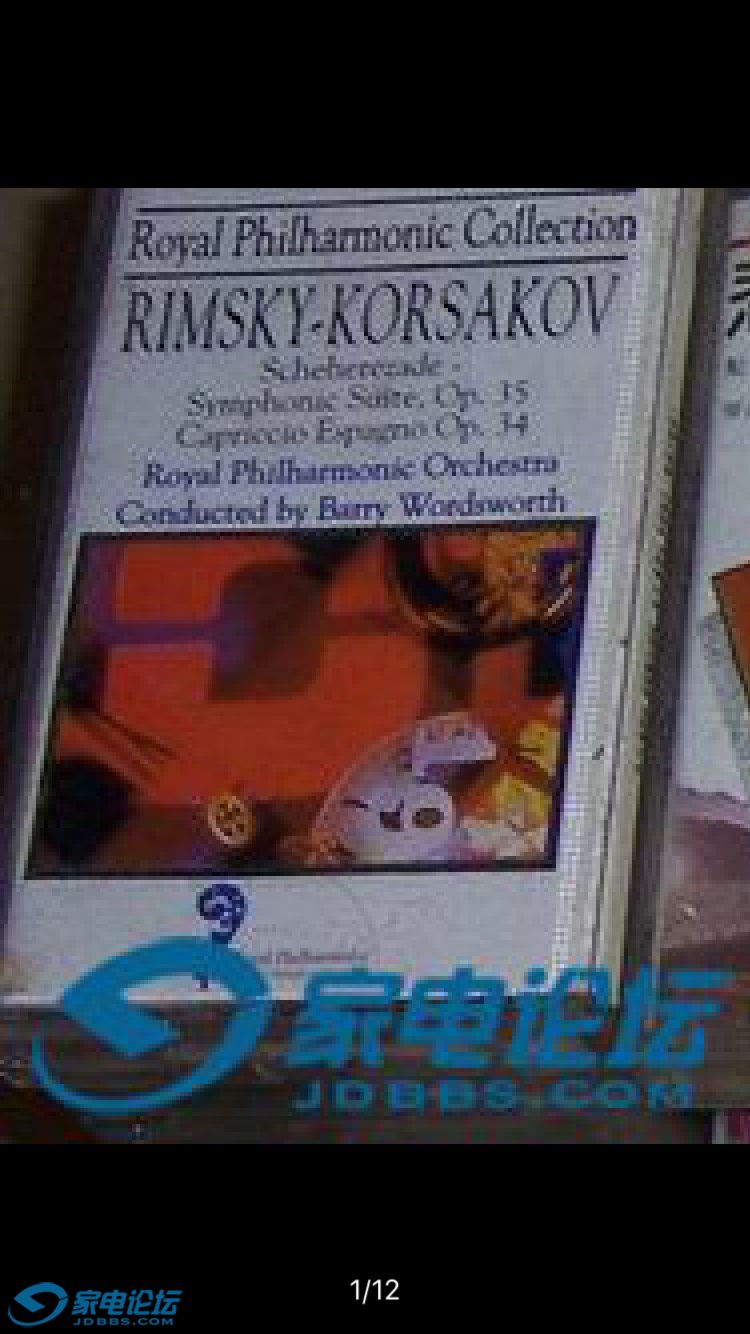 Royal Philharmonic Collection
RIMSKY-KORSAKOV
Scheherezade -
Symphonic Suite, Op. 35
Capriccio Espagno Op. 34
Royal Philharmonic Orchestra
Conducted by Barry Wordsworth
家电论坛
JDBBS.COM
1/12
家电论坛
JDBBS.COM